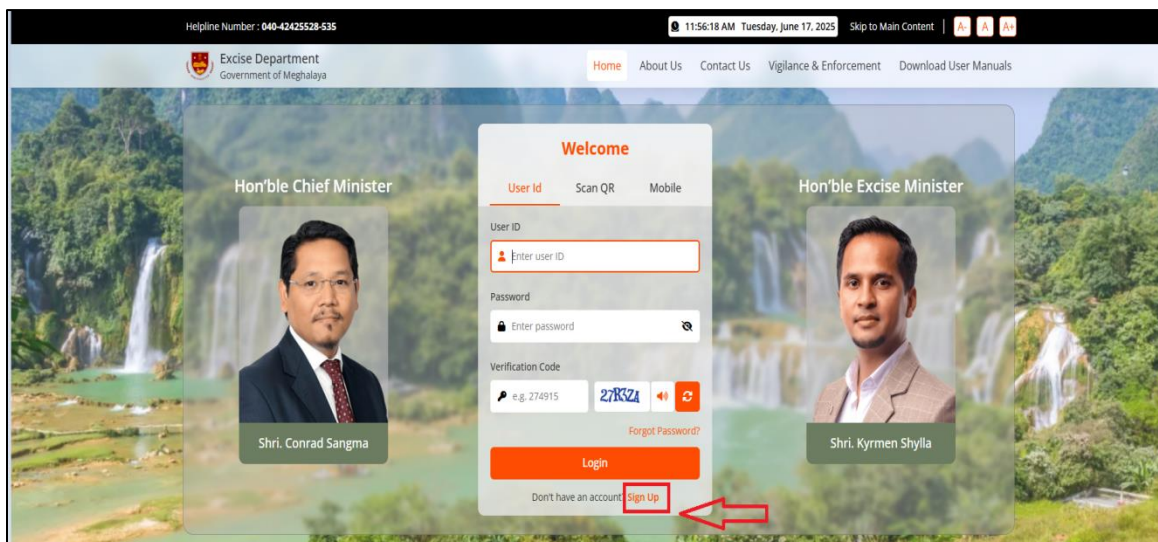 Helpline Number : 040-42425528-535
11:56:18 AM Tuesday, June 17, 2025 Skip to Main Content | A- A A+
Excise Department
Government of Meghalaya
Home About Us Contact Us Vigilance & Enforcement Download User Manuals
Welcome
Hon'ble Chief Minister
User Id Scan QR Mobile
Hon'ble Excise Minister
User ID
Enter user ID
Password
Enter password
Verification Code
e.g. 274915 27R3ZA
Forgot Password?
Shri. Conrad Sangma
Shri. Kyrmen Shylla
Login
Don't have an account? Sign Up